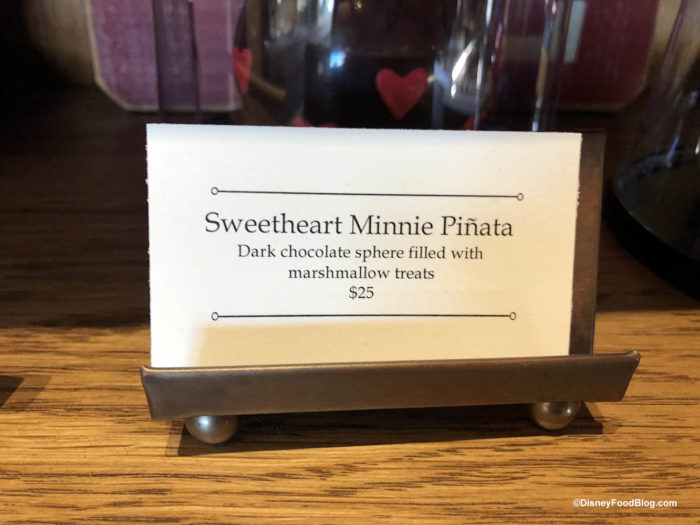 Sweetheart Minnie Piñata
Dark chocolate sphere filled with
marshmallow treats
$25
©DisneyFoodBlog.com